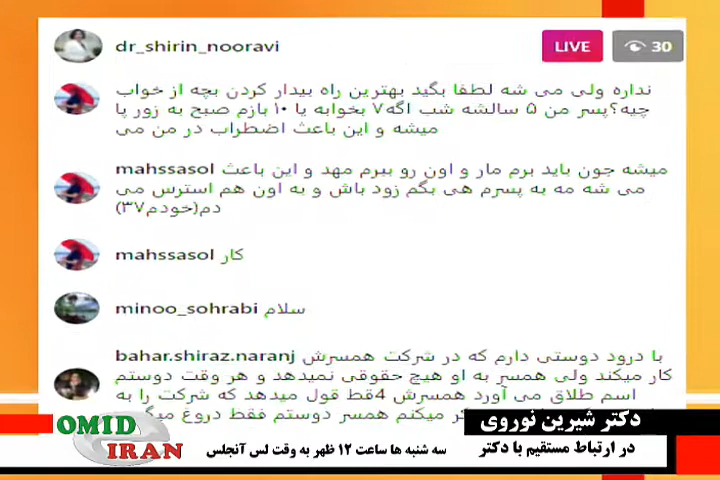 dr_shirin_nooravi
LIVE
30
نداره ولی می شه لطفا بگید بهترین راه بیدار کردن بچه از خواب
چیه؟پسر من ۵ سالشه شب اگه۷ بخوابه یا ۱۰ بازم صبح به زور پا
میشه و این باعث اضطراب در من می
mahssasol میشه جون باید برم مار و اون رو ببرم مهد و این باعث
می شه مه به پسرم هی بگم زود باش و به اون هم استرس می
دم(خودم۳۷)
mahssasol کار
minoo_sohrabi سلام
bahar.shiraz.naranj با درود دوستی دارم که در شرکت همسرش
کار میکند ولی همسر به او هیچ حقوقی نمیدهد و هر وقت دوستم
اسم طلاق می آورد همسرش 4قط قول میدهد که شرکت را به
میکنم همسر دوستم فقط دروغ
OMID
IRAN
دکتر شیرین نوروی
در ارتباط مستقیم با دکتر
سه شنبه ها ساعت ۱۲ ظهر به وقت لس آنجلس